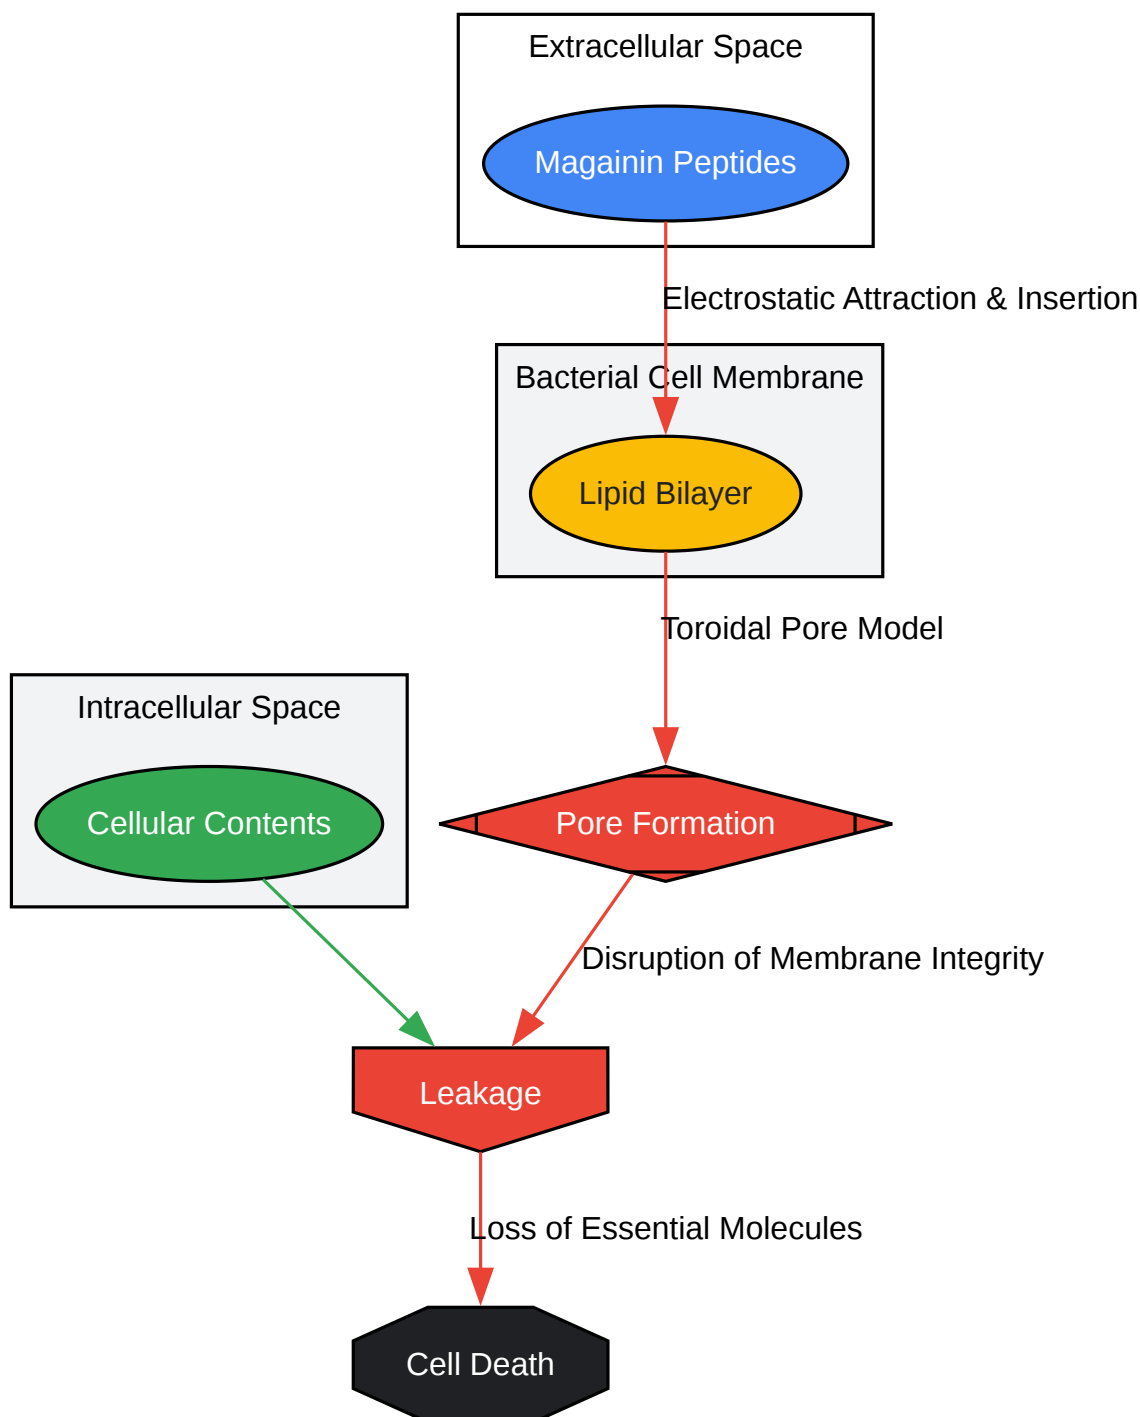 Extracellular Space
Magainin Peptides
Electrostatic Attraction & Insertion
Bacterial Cell Membrane
Lipid Bilayer
Toroidal Pore Model
Intracellular Space
Cellular Contents
Pore Formation
Disruption of Membrane Integrity
Leakage
Loss of Essential Molecules
Cell Death